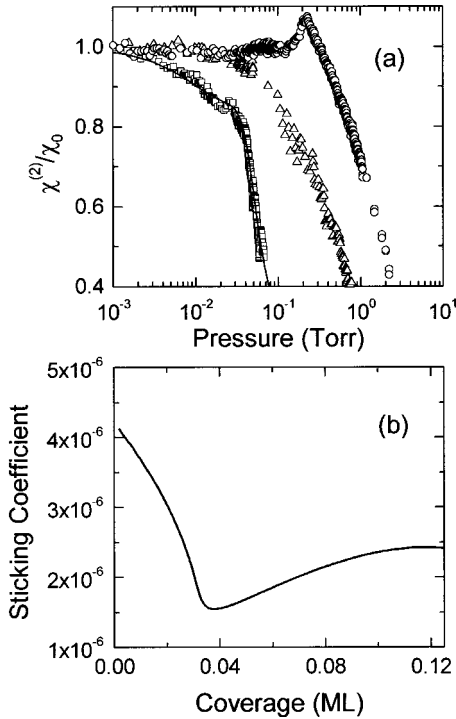 (a)
χ⁽²⁾/χ₀
1.0
0.8
0.6
0.4
10⁻³ 10⁻² 10⁻¹ 10⁰ 10¹
Pressure (Torr)
(b)
Sticking Coefficient
5x10⁻⁶
4x10⁻⁶
3x10⁻⁶
2x10⁻⁶
1x10⁻⁶
0.00 0.04 0.08 0.12
Coverage (ML)